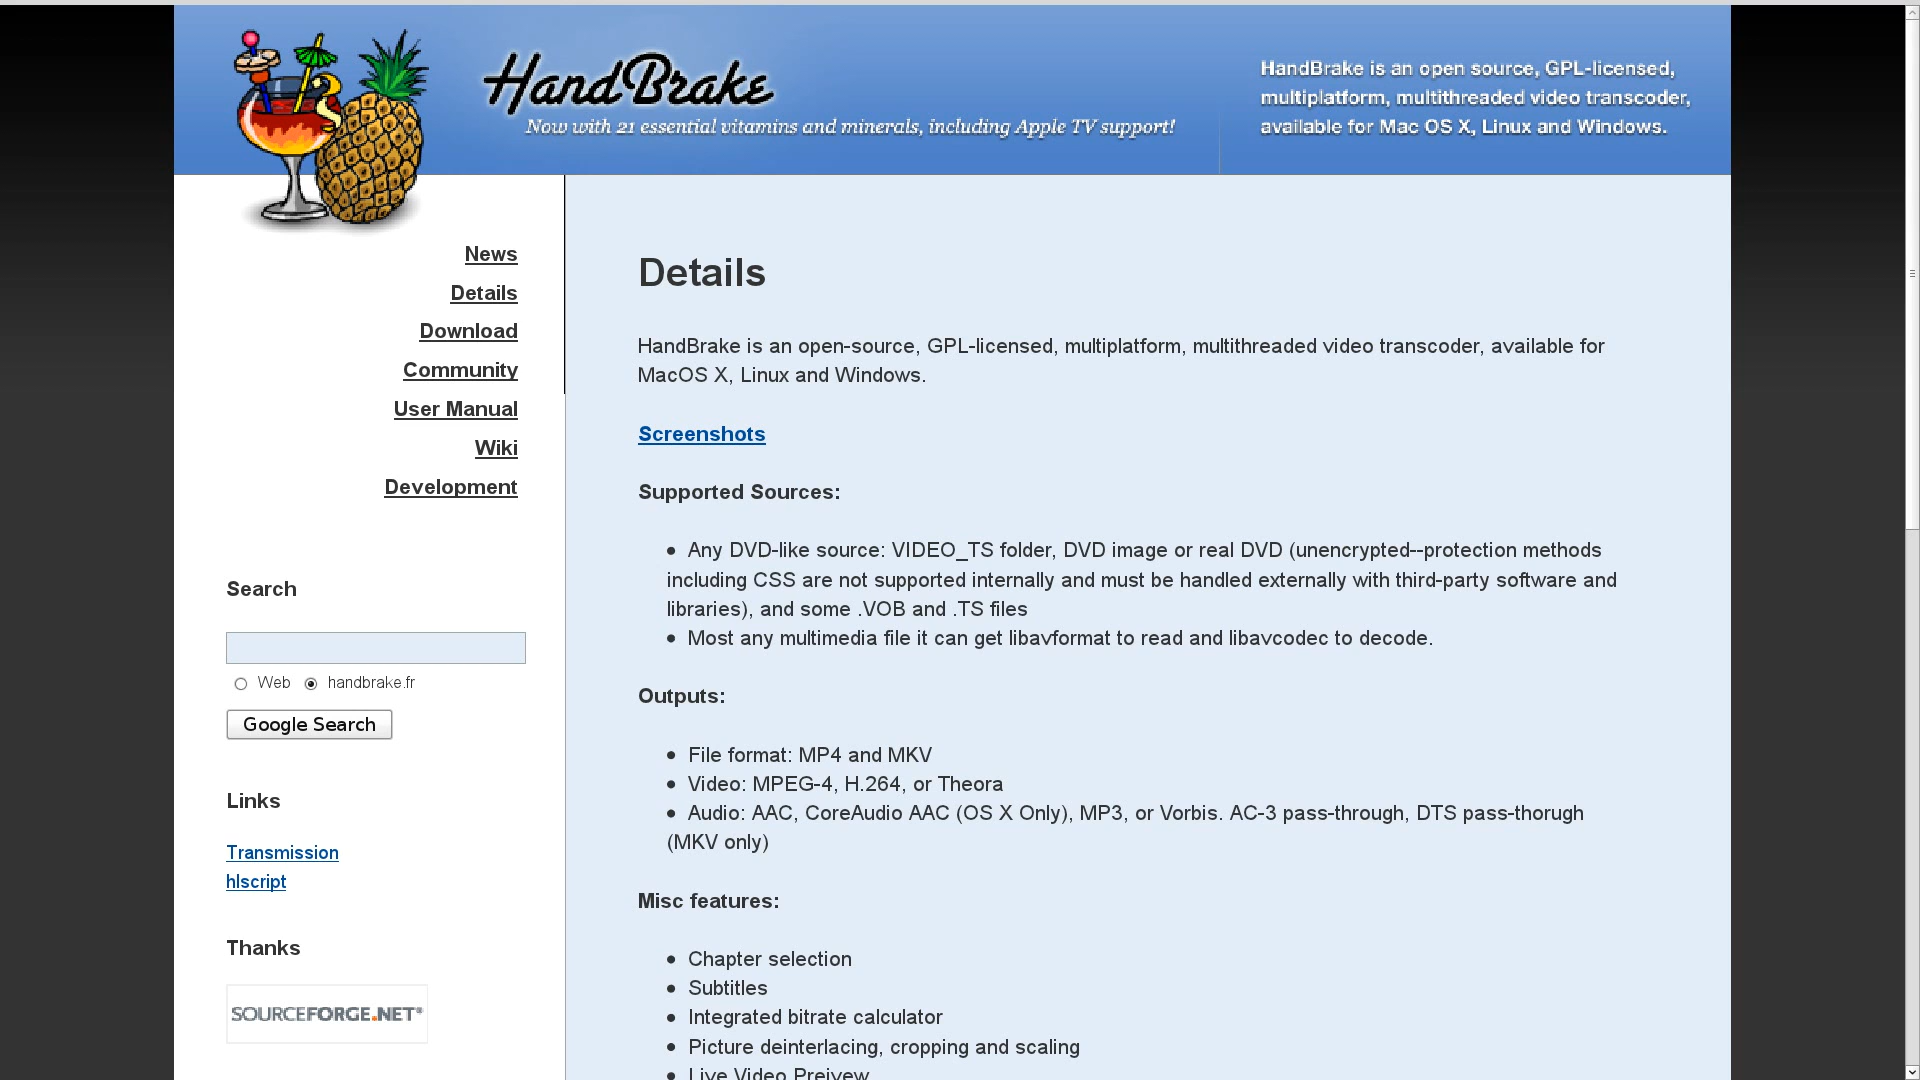 HandBrake
Now with 21 essential vitamins and minerals, including Apple TV support!
HandBrake is an open source, GPL-licensed,
multiplatform, multithreaded video transcoder,
available for Mac OS X, Linux and Windows.
News
Details
Download
Community
User Manual
Wiki
Development
Search
Web handbrake.fr
Google Search
Links
Transmission
hlscript
Thanks
SOURCEFORGE.NET®
Details
HandBrake is an open-source, GPL-licensed, multiplatform, multithreaded video transcoder, available for
MacOS X, Linux and Windows.
Screenshots
Supported Sources:
• Any DVD-like source: VIDEO_TS folder, DVD image or real DVD (unencrypted--protection methods
including CSS are not supported internally and must be handled externally with third-party software and
libraries), and some .VOB and .TS files
• Most any multimedia file it can get libavformat to read and libavcodec to decode.
Outputs:
• File format: MP4 and MKV
• Video: MPEG-4, H.264, or Theora
• Audio: AAC, CoreAudio AAC (OS X Only), MP3, or Vorbis. AC-3 pass-through, DTS pass-thorugh
(MKV only)
Misc features:
• Chapter selection
• Subtitles
• Integrated bitrate calculator
• Picture deinterlacing, cropping and scaling
• Live Video Preivew